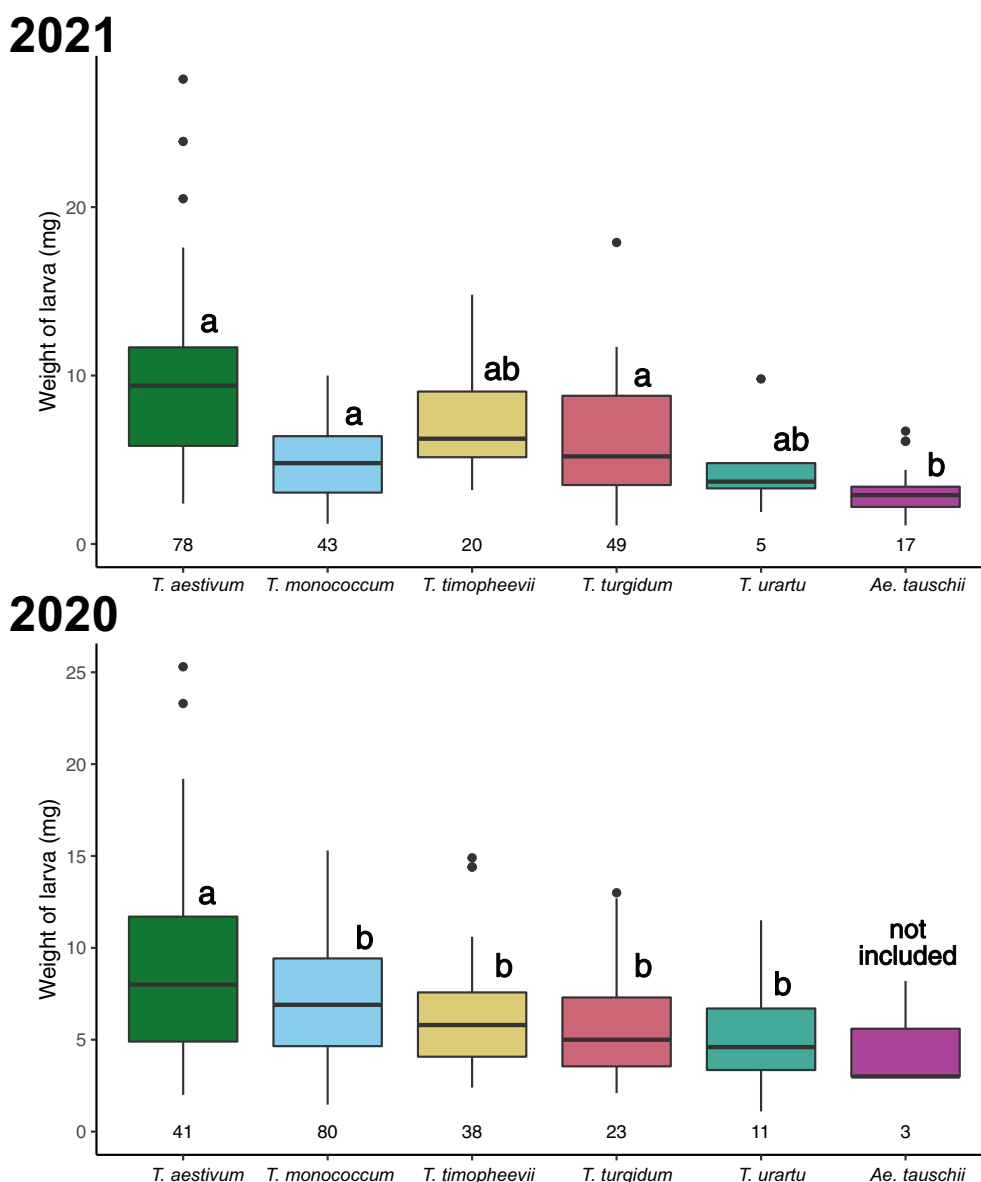 2021
Weight of larva (mg)
20
10
0
a
a
ab
a
ab
b
78 43 20 49 5 17
T. aestivum T. monococcum T. timopheevii T. turgidum T. urartu Ae. tauschii
2020
Weight of larva (mg)
25
20
15
10
5
0
a
b
b
b
b
not
included
41 80 38 23 11 3
T. aestivum T. monococcum T. timopheevii T. turgidum T. urartu Ae. tauschii